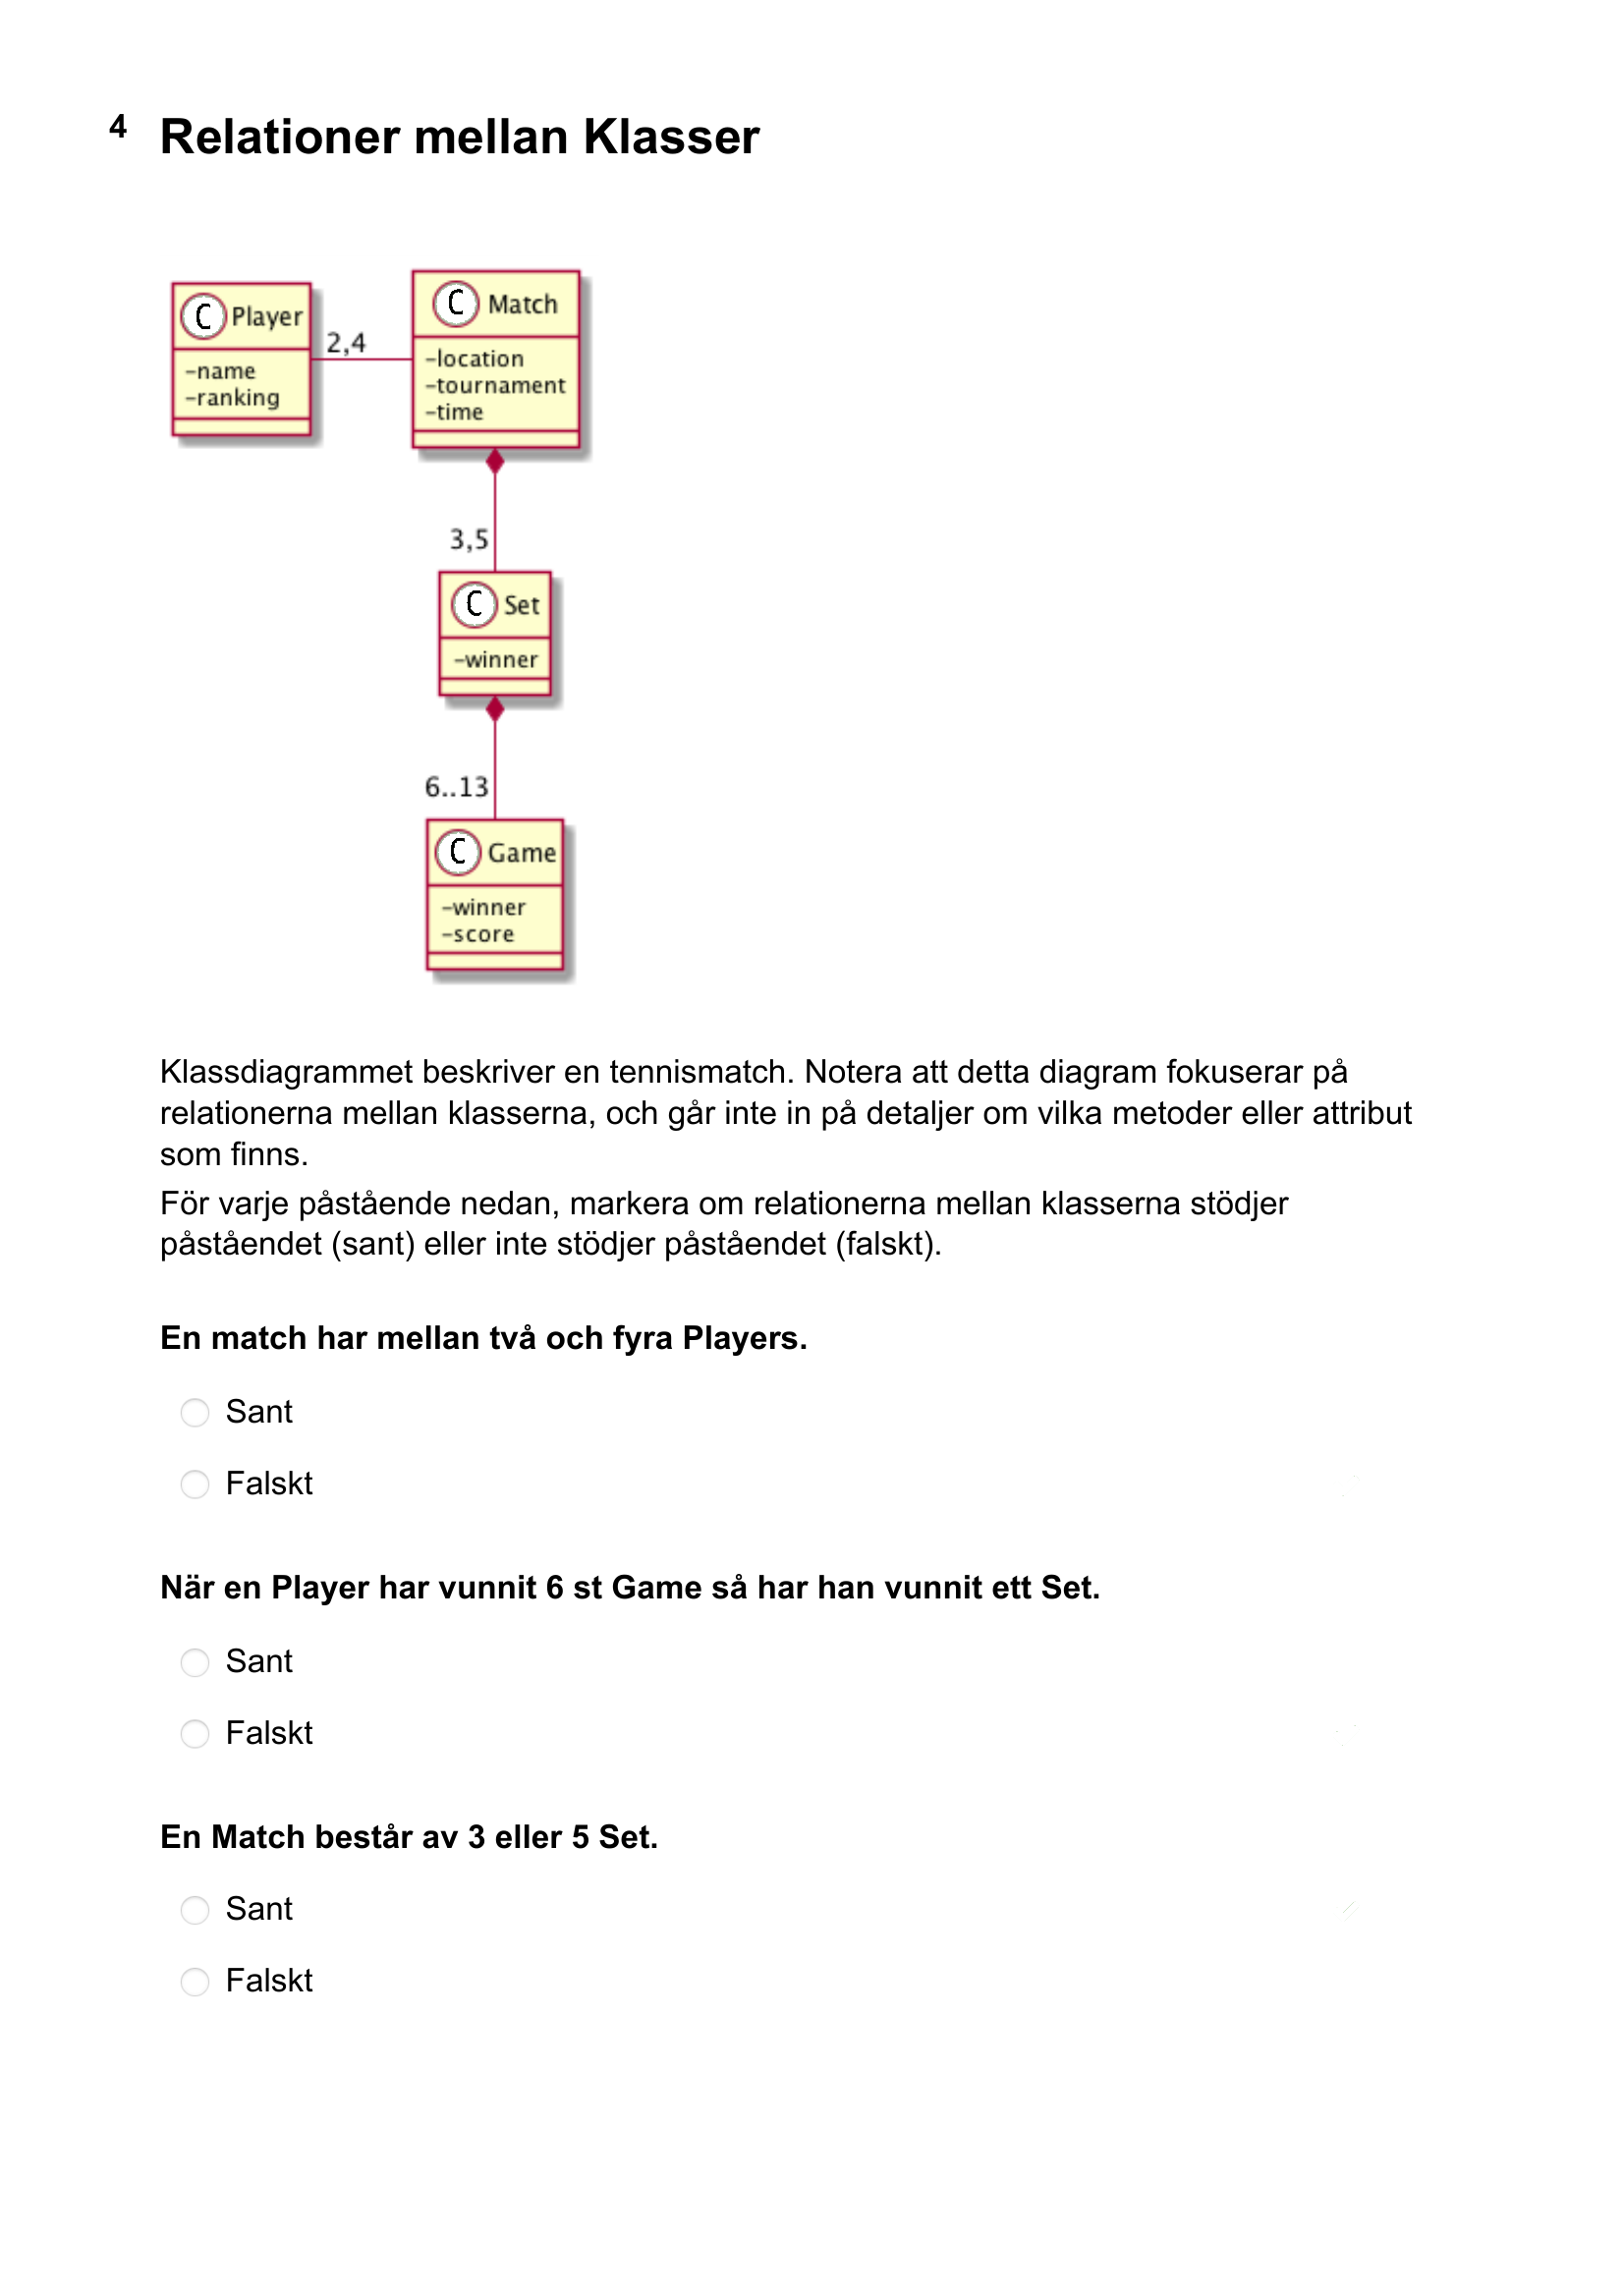 4 Relationer mellan Klasser
C Player
-name
-ranking
2,4
C Match
-location
-tournament
-time
3,5
C Set
-winner
6..13
C Game
-winner
-score
Klassdiagrammet beskriver en tennismatch. Notera att detta diagram fokuserar på
relationerna mellan klasserna, och går inte in på detaljer om vilka metoder eller attribut
som finns.
För varje påstående nedan, markera om relationerna mellan klasserna stödjer
påståendet (sant) eller inte stödjer påståendet (falskt).
En match har mellan två och fyra Players.
Sant
Falskt
När en Player har vunnit 6 st Game så har han vunnit ett Set.
Sant
Falskt
En Match består av 3 eller 5 Set.
Sant
Falskt